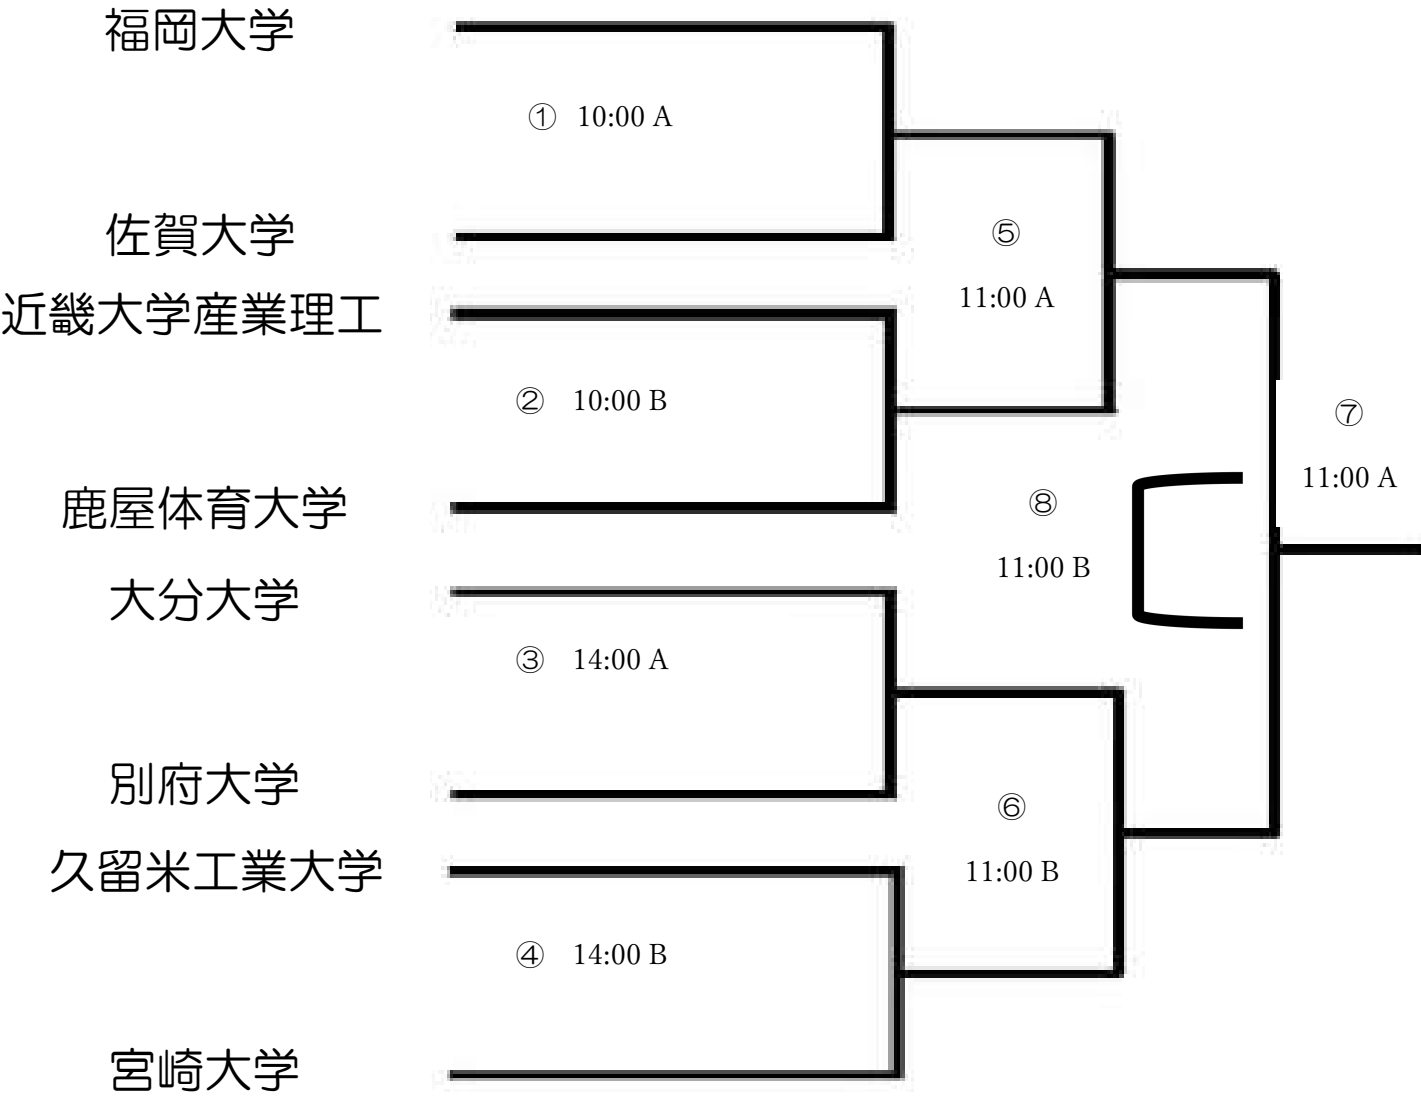 福岡大学
① 10:00 A
佐賀大学
⑤
11:00 A
近畿大学産業理工
② 10:00 B
鹿屋体育大学
⑦
11:00 A
⑧
11:00 B
大分大学
③ 14:00 A
別府大学
⑥
11:00 B
久留米工業大学
④ 14:00 B
宮崎大学